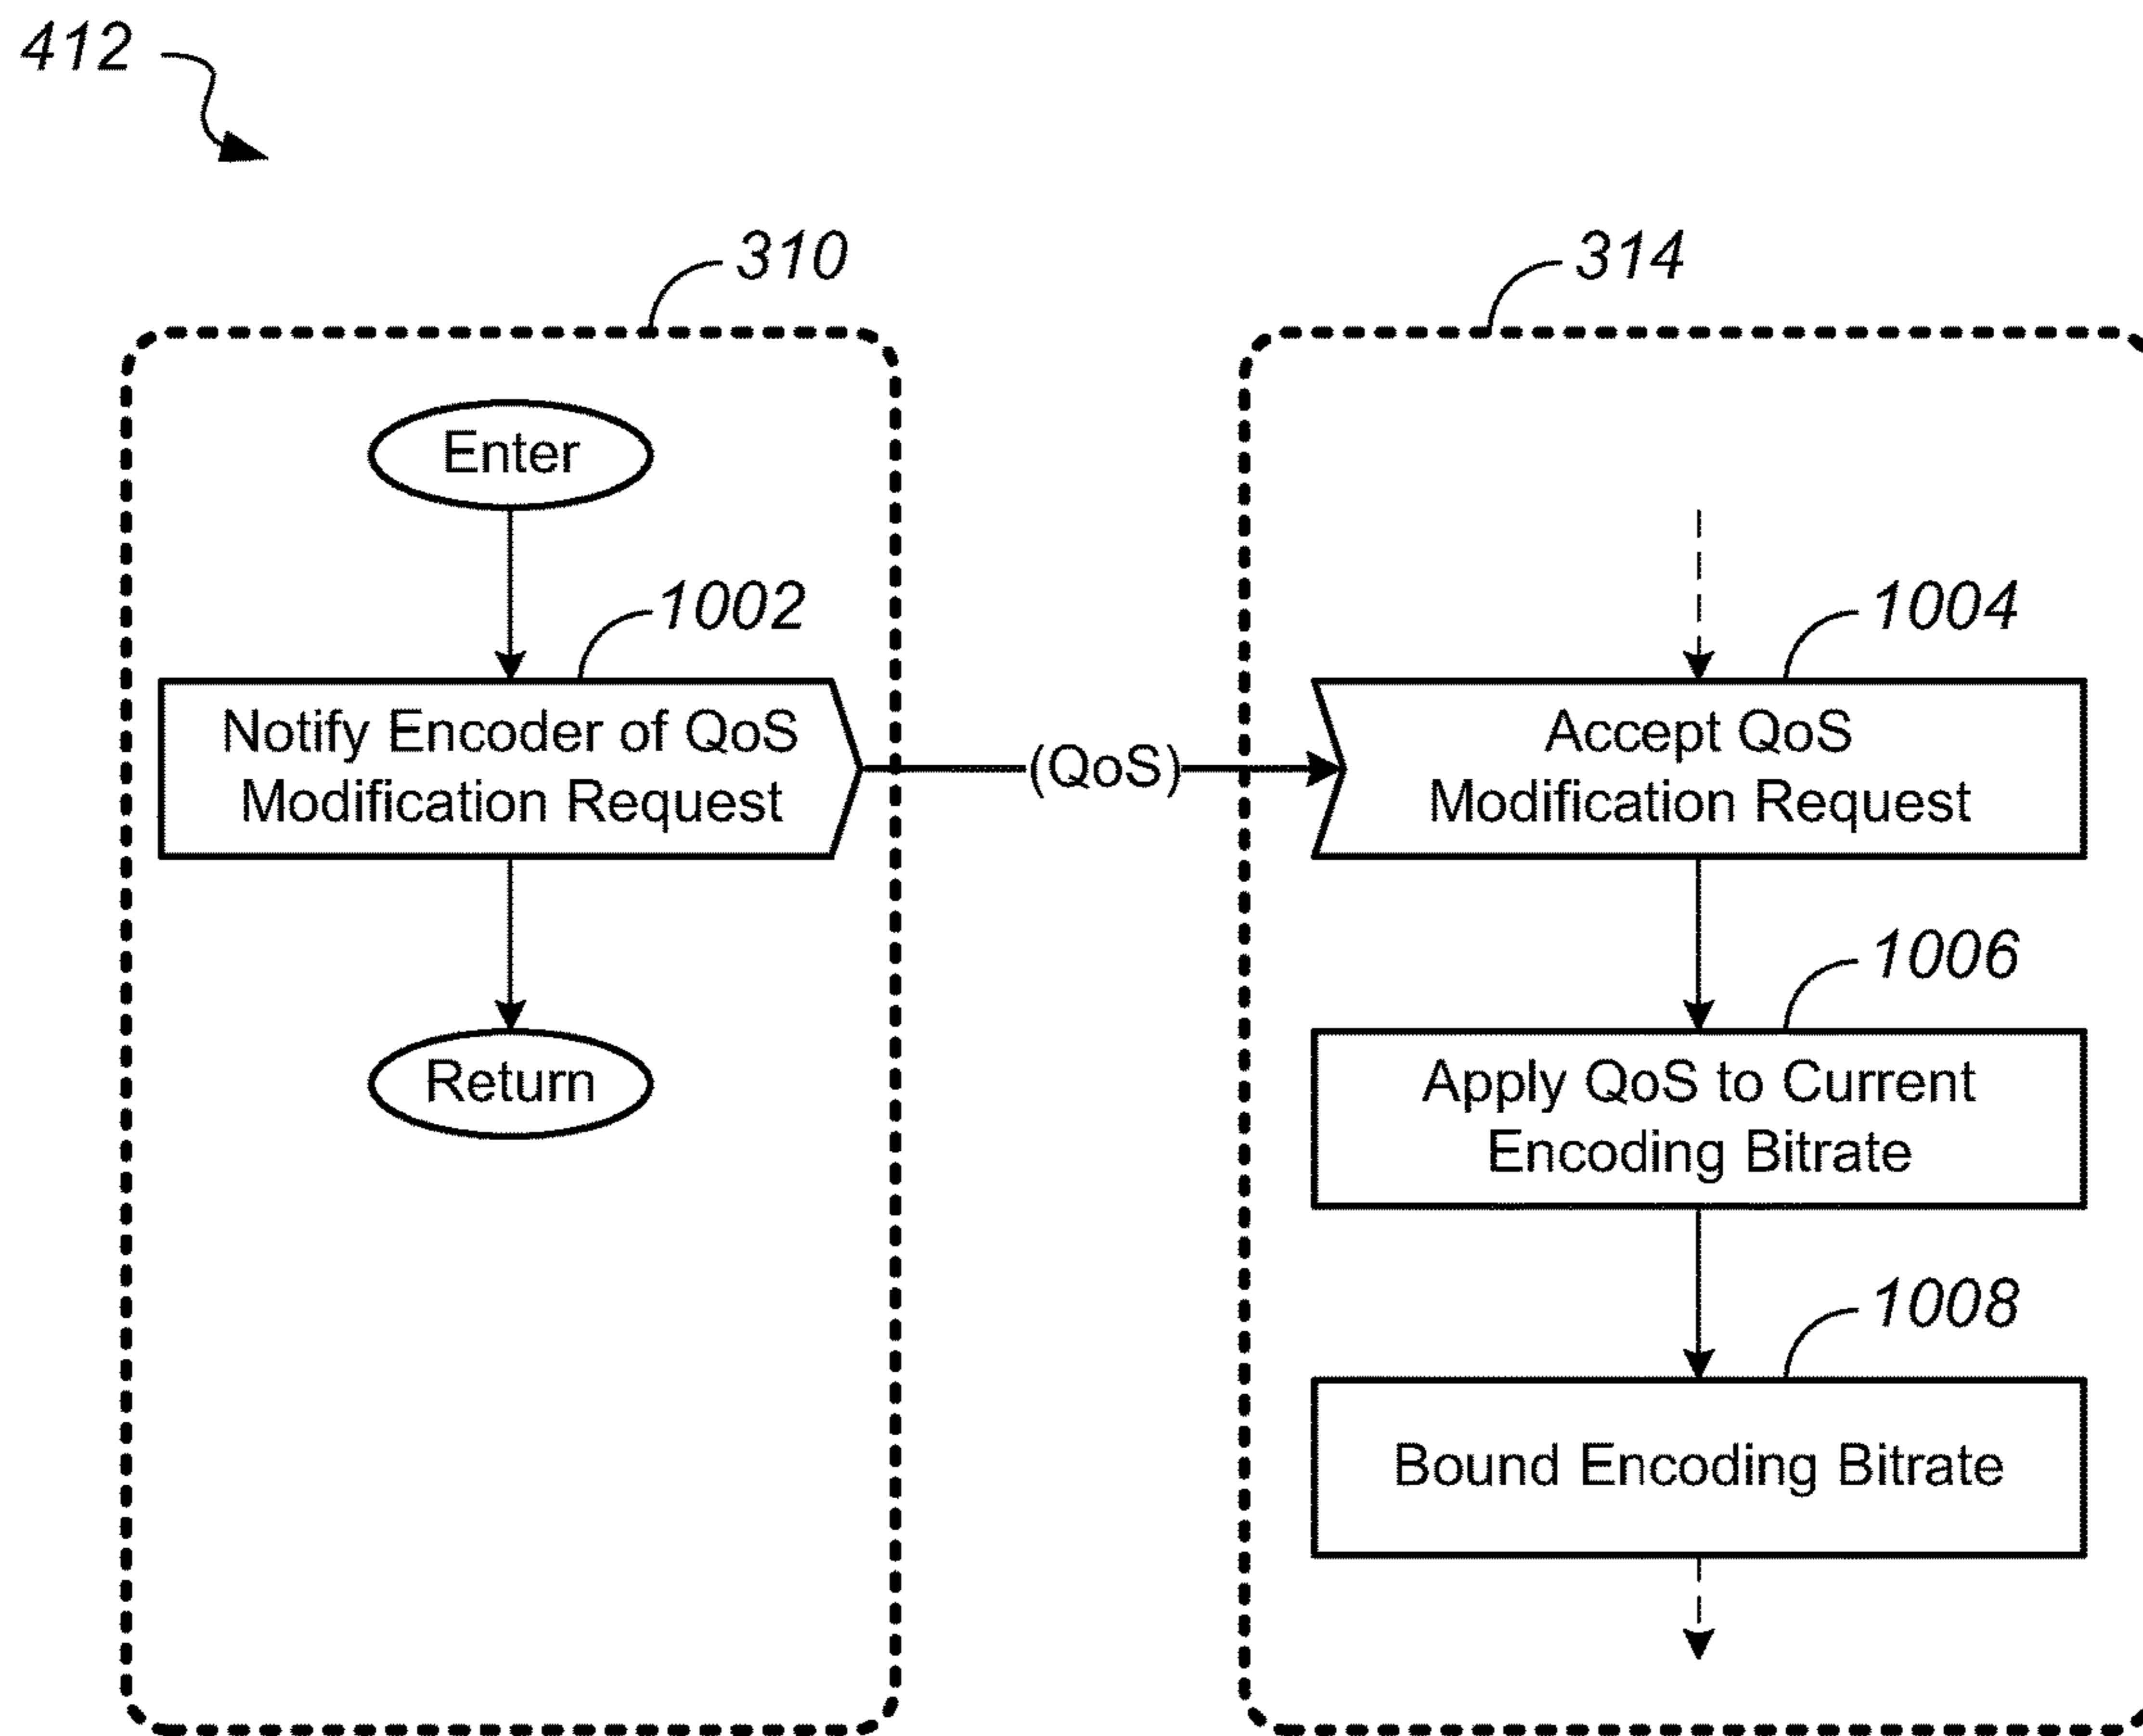 412
310
314
Enter
1002
1004
Notify Encoder of QoS
Modification Request
(QoS)
Accept QoS
Modification Request
1006
Return
Apply QoS to Current
Encoding Bitrate
1008
Bound Encoding Bitrate